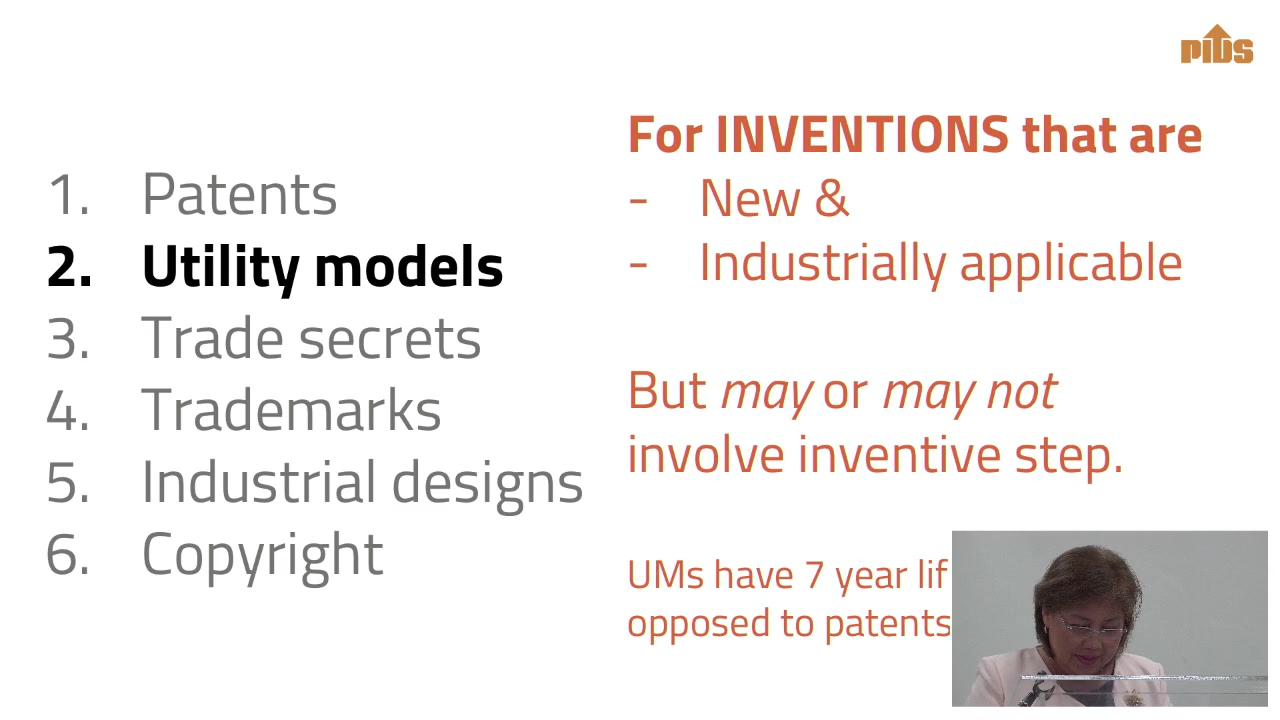 PIDS
1. Patents
2. Utility models
3. Trade secrets
4. Trademarks
5. Industrial designs
6. Copyright
For INVENTIONS that are
- New &
- Industrially applicable
But may or may not
involve inventive step.
UMs have 7 year
opposed to patents